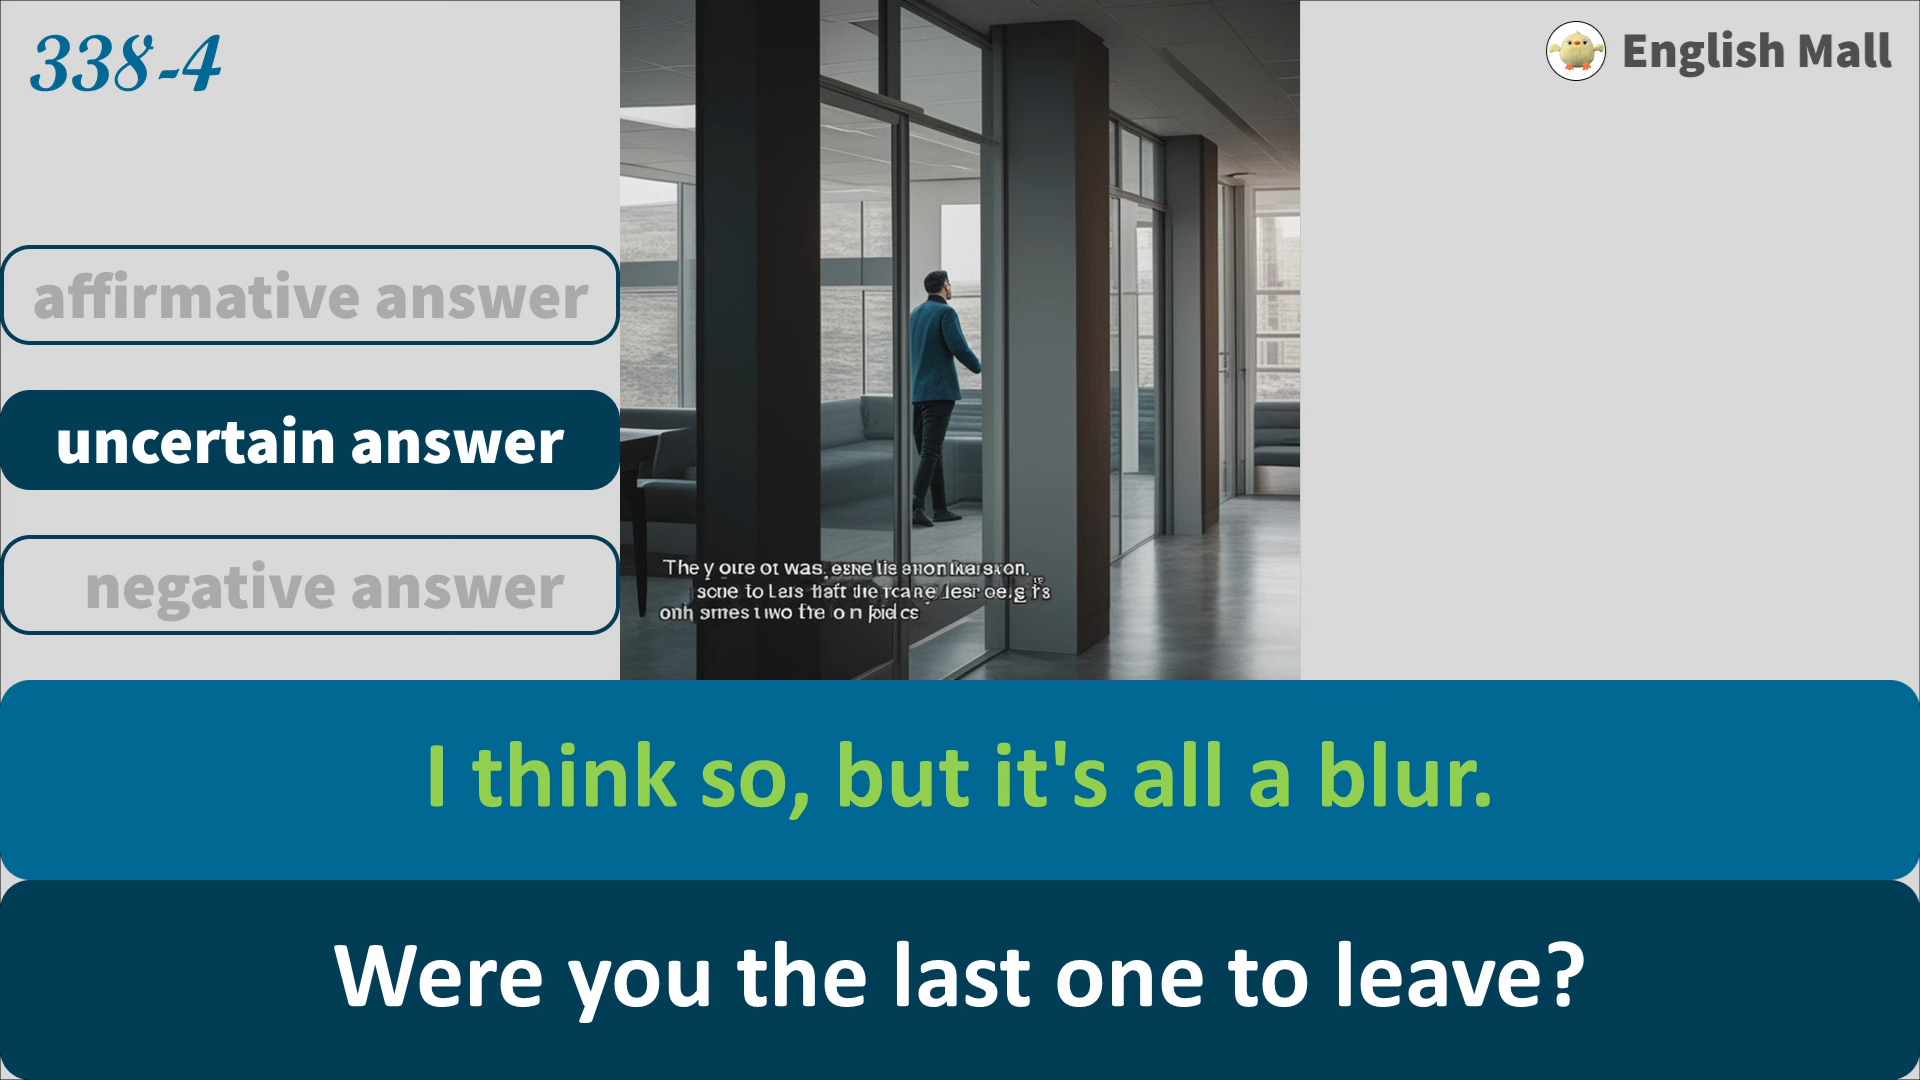 338-4
English Mall
affirmative answer
uncertain answer
negative answer
I think so, but it's all a blur.
Were you the last one to leave?